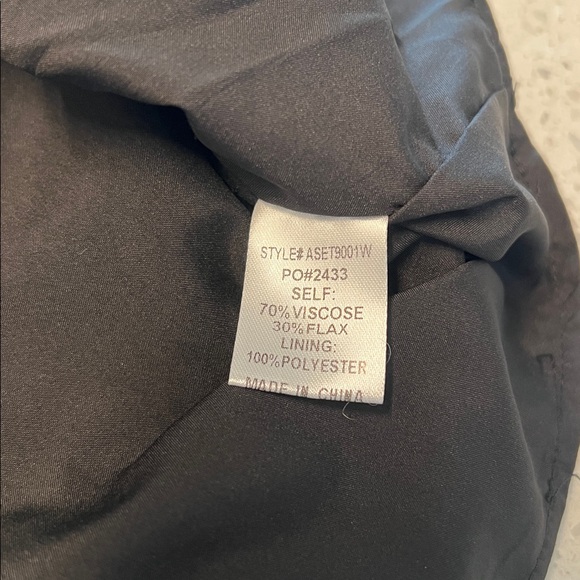 STYLE# ASET9001W
PO#2433
SELF:
70%VISCOSE
30%FLAX
LINING:
100%POLYESTER
MADE IN CHINA